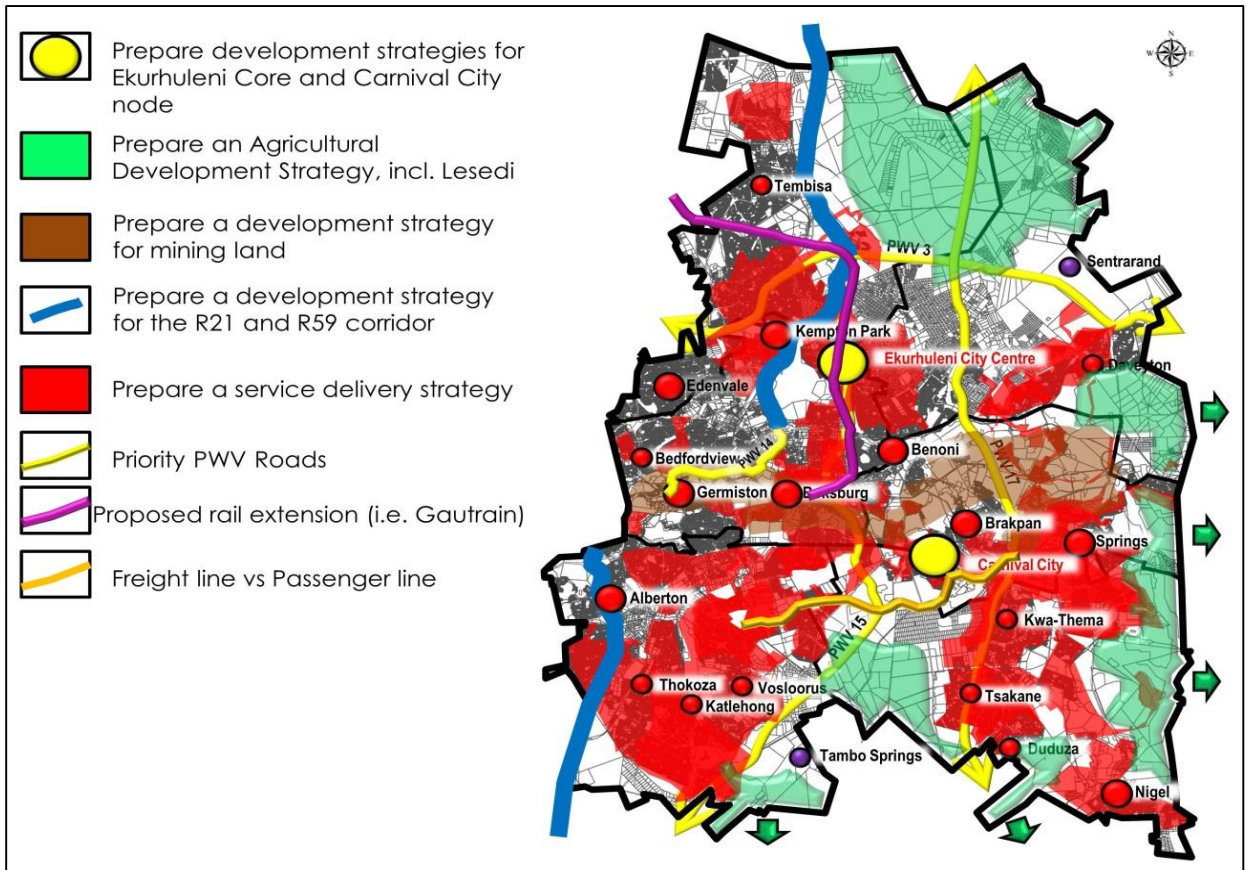 Prepare development strategies for
Ekurhuleni Core and Carnival City
node
Prepare an Agricultural
Development Strategy, incl. Lesedi
Prepare a development strategy
for mining land
Prepare a development strategy
for the R21 and R59 corridor
Prepare a service delivery strategy
Priority PWV Roads
Proposed rail extension (i.e. Gautrain)
Freight line vs Passenger line
N
W
E
S
Tembisa
PWV 3
Sentrarand
Kempton Park
Ekurhuleni City Centre
Daveyton
Edenvale
Bedfordview
PWV 14
Benoni
PWV 17
Germiston
Boksburg
Brakpan
Springs
Carnival City
Alberton
Kwa-Thema
PWV 15
Thokoza
Vosloorus
Katlehong
Tsakane
Tambo Springs
Duduza
Nigel